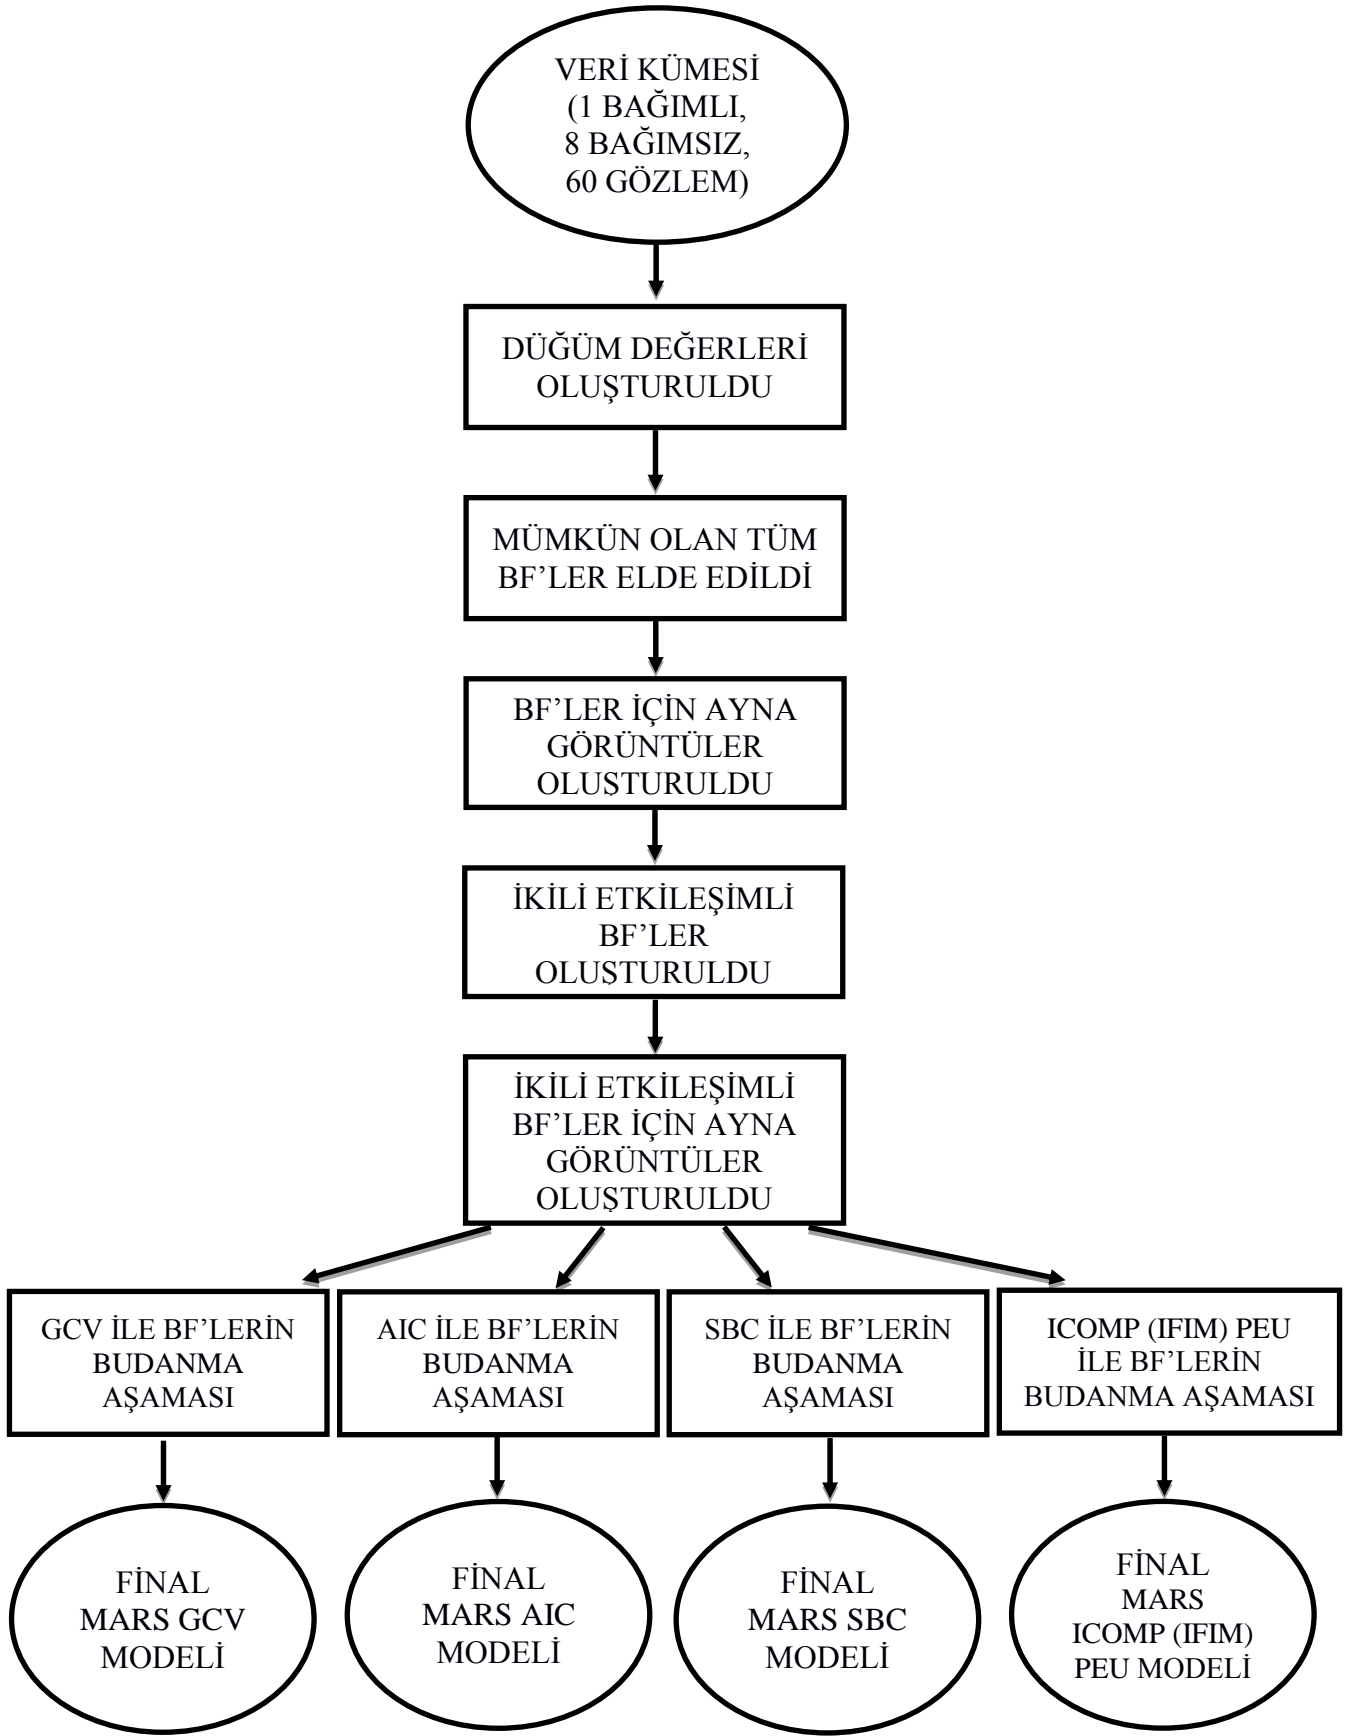 VERİ KÜMESİ
(1 BAĞIMLI,
8 BAĞIMSIZ,
60 GÖZLEM)
DÜĞÜM DEĞERLERİ
OLUŞTURULDU
MÜMKÜN OLAN TÜM
BF’LER ELDE EDİLDİ
BF’LER İÇİN AYNA
GÖRÜNTÜLER
OLUŞTURULDU
İKİLİ ETKİLEŞİMLİ
BF’LER
OLUŞTURULDU
İKİLİ ETKİLEŞİMLİ
BF’LER İÇİN AYNA
GÖRÜNTÜLER
OLUŞTURULDU
GCV İLE BF’LERİN
BUDANMA
AŞAMASI
AIC İLE BF’LERİN
BUDANMA
AŞAMASI
SBC İLE BF’LERİN
BUDANMA
AŞAMASI
ICOMP (IFIM) PEU
İLE BF’LERİN
BUDANMA AŞAMASI
FİNAL
MARS GCV
MODELİ
FİNAL
MARS AIC
MODELİ
FİNAL
MARS SBC
MODELİ
FİNAL
MARS
ICOMP (IFIM)
PEU MODELİ